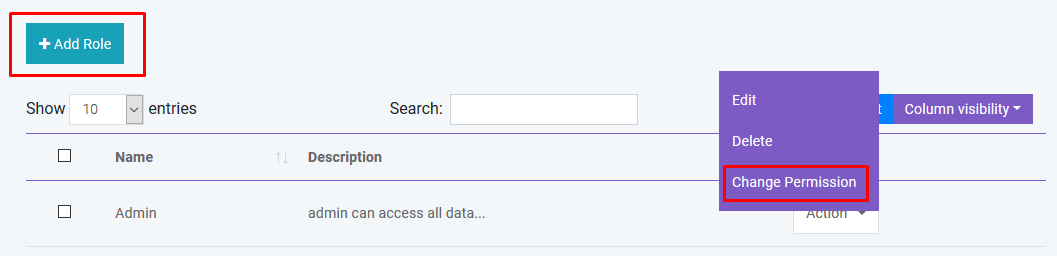 + Add Role
Show 10 entries
Search:
Column visibility
Edit
Delete
Change Permission
Name Description
Admin admin can access all data...
Action